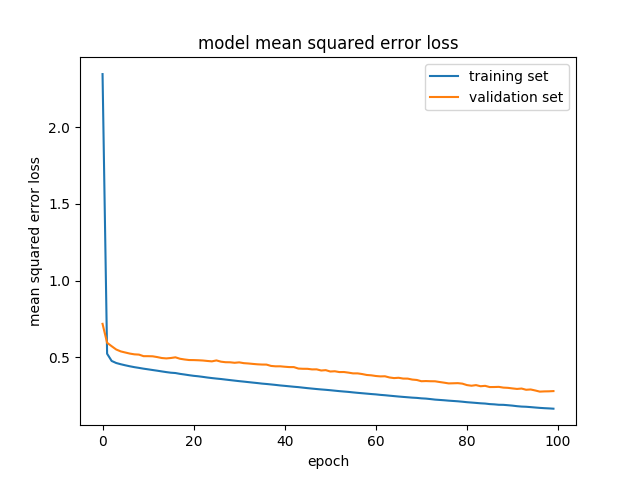 model mean squared error loss
training set
validation set
mean squared error loss
2.0
1.5
1.0
0.5
0 20 40 60 80 100
epoch